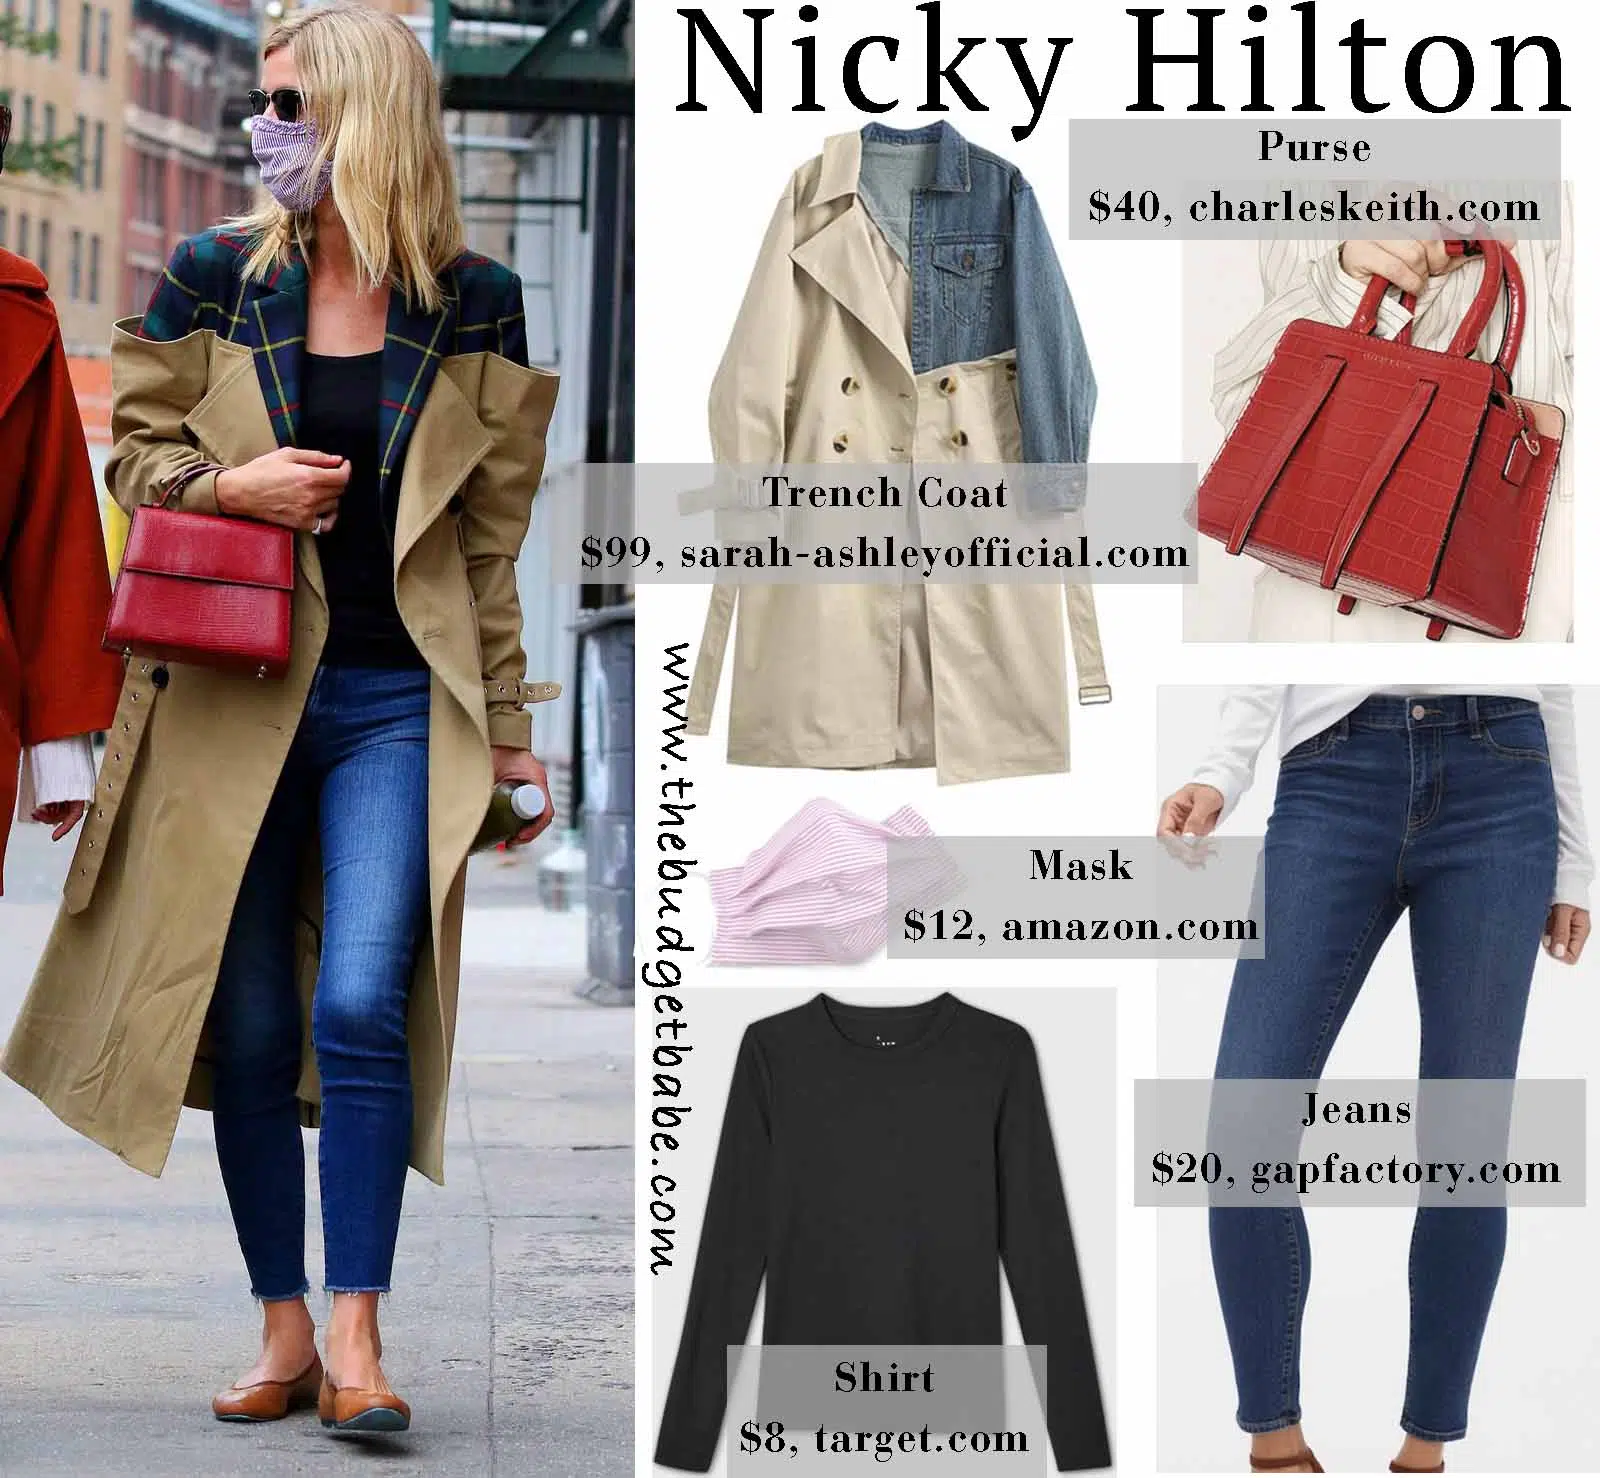 Nicky Hilton
Purse
$40, charleskeith.com
Trench Coat
$99, sarah-ashleyofficial.com
www.thebudgetbabe.com
Mask
$12, amazon.com
Jeans
$20, gapfactory.com
Shirt
$8, target.com